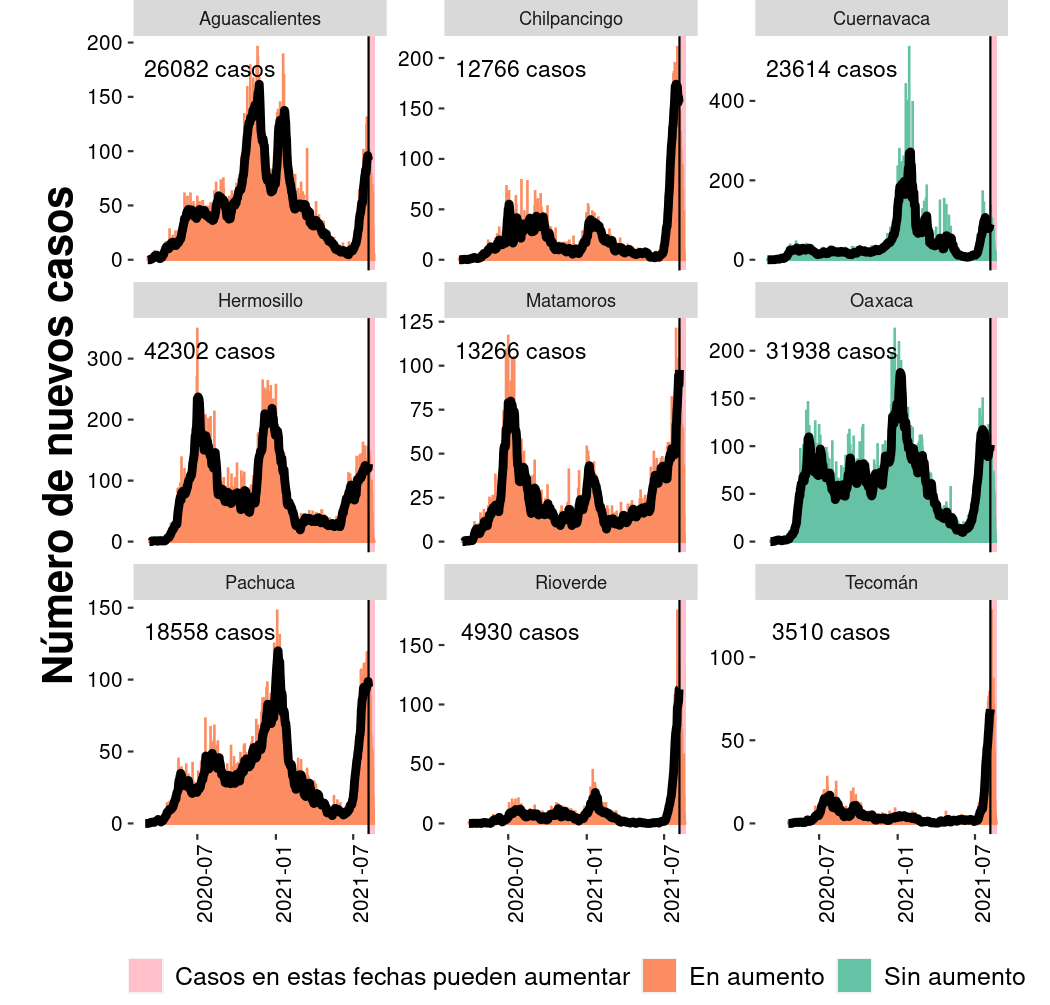 Número de nuevos casos
Aguascalientes
26082 casos
200
150
100
50
0
Chilpancingo
12766 casos
200
150
100
50
0
Cuernavaca
23614 casos
400
200
0
Hermosillo
42302 casos
300
200
100
0
Matamoros
13266 casos
125
100
75
50
25
0
Oaxaca
31938 casos
200
150
100
50
0
Pachuca
18558 casos
150
100
50
0
2020-07
2021-01
2021-07
Rioverde
4930 casos
150
100
50
0
2020-07
2021-01
2021-07
Tecomán
3510 casos
100
50
0
2020-07
2021-01
2021-07
Casos en estas fechas pueden aumentar
En aumento
Sin aumento